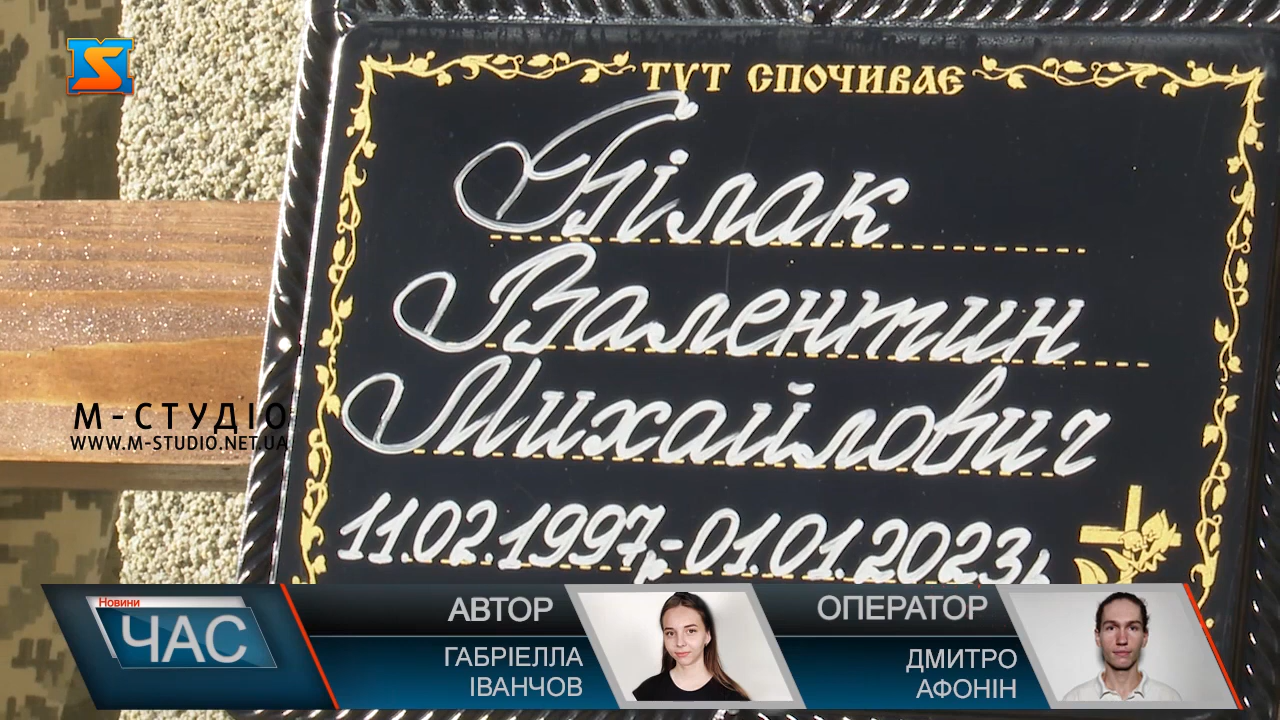 ТУТ СПОЧИВАЄ
Білак
Валентин
Михайлович
11.02.1997р.-01.01.2023р.
М-СТУДІО
WWW.M-STUDIO.NET.UA
Новини
ЧАС
АВТОР
ГАБРІЕЛЛА
ІВАНЧОВ
ОПЕРАТОР
ДМИТРО
АФОНІН